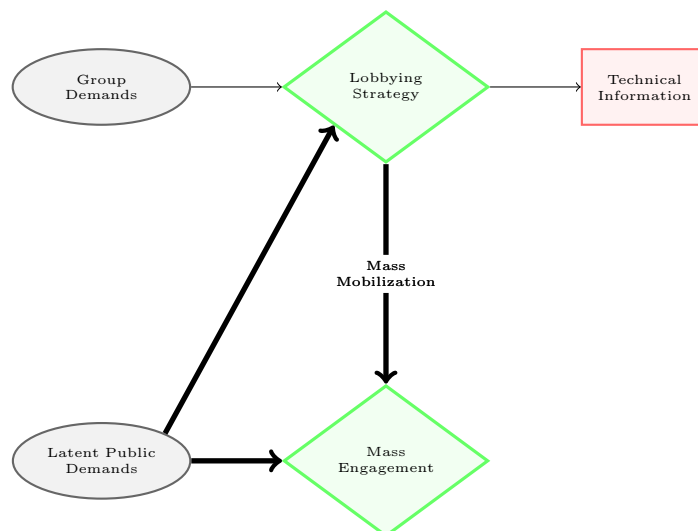 Group
Demands
Lobbying
Strategy
Technical
Information
Mass
Mobilization
Latent Public
Demands
Mass
Engagement